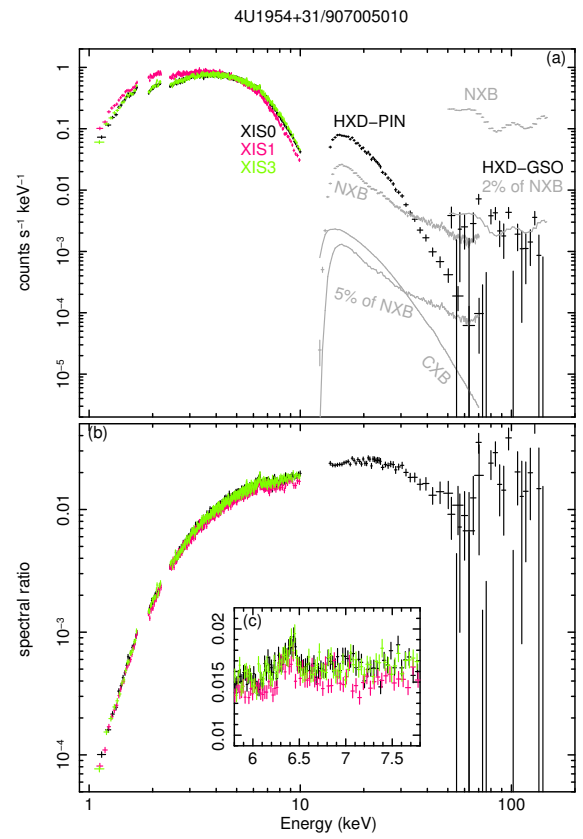 4U1954+31/907005010
(a)
1
0.1
0.01
10⁻³
10⁻⁴
10⁻⁵
counts s⁻¹ keV⁻¹
XIS0
XIS1
XIS3
HXD−PIN
NXB
NXB
HXD−GSO
2% of NXB
5% of NXB
CXB
(b)
0.01
10⁻³
10⁻⁴
spectral ratio
(c)
0.02
0.015
0.01
6
6.5
7
7.5
1
10
100
Energy (keV)